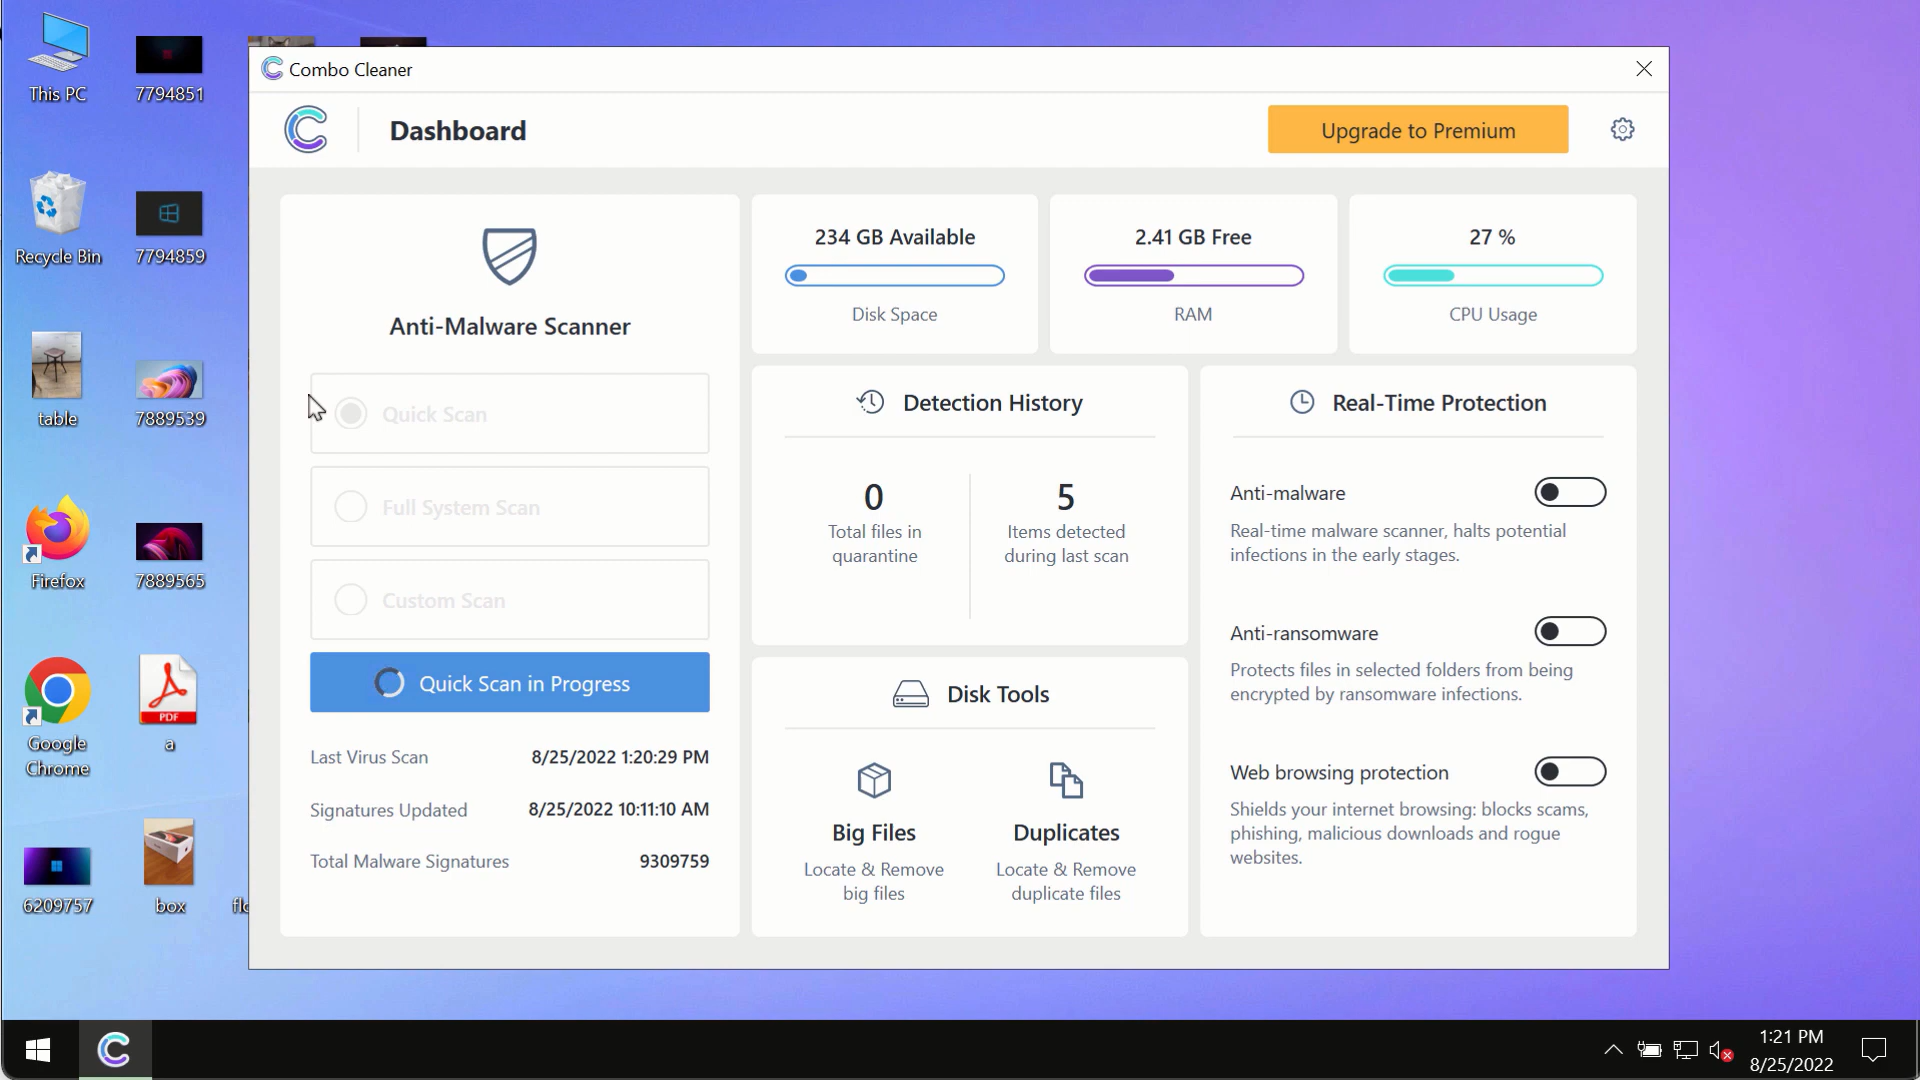 This PC
7794851
Recycle Bin
7794859
table
7889539
Firefox
7889565
Google
Chrome
PDF
a
6209757
box
Combo Cleaner
Dashboard
Upgrade to Premium
Anti-Malware Scanner
Quick Scan
Full System Scan
Custom Scan
Quick Scan in Progress
Last Virus Scan 8/25/2022 1:20:29 PM
Signatures Updated 8/25/2022 10:11:10 AM
Total Malware Signatures 9309759
234 GB Available
Disk Space
2.41 GB Free
RAM
27 %
CPU Usage
Detection History
0
Total files in
quarantine
5
Items detected
during last scan
Disk Tools
Big Files
Locate & Remove
big files
Duplicates
Locate & Remove
duplicate files
Real-Time Protection
Anti-malware
Real-time malware scanner, halts potential
infections in the early stages.
Anti-ransomware
Protects files in selected folders from being
encrypted by ransomware infections.
Web browsing protection
Shields your internet browsing: blocks scams,
phishing, malicious downloads and rogue
websites.
1:21 PM
8/25/2022